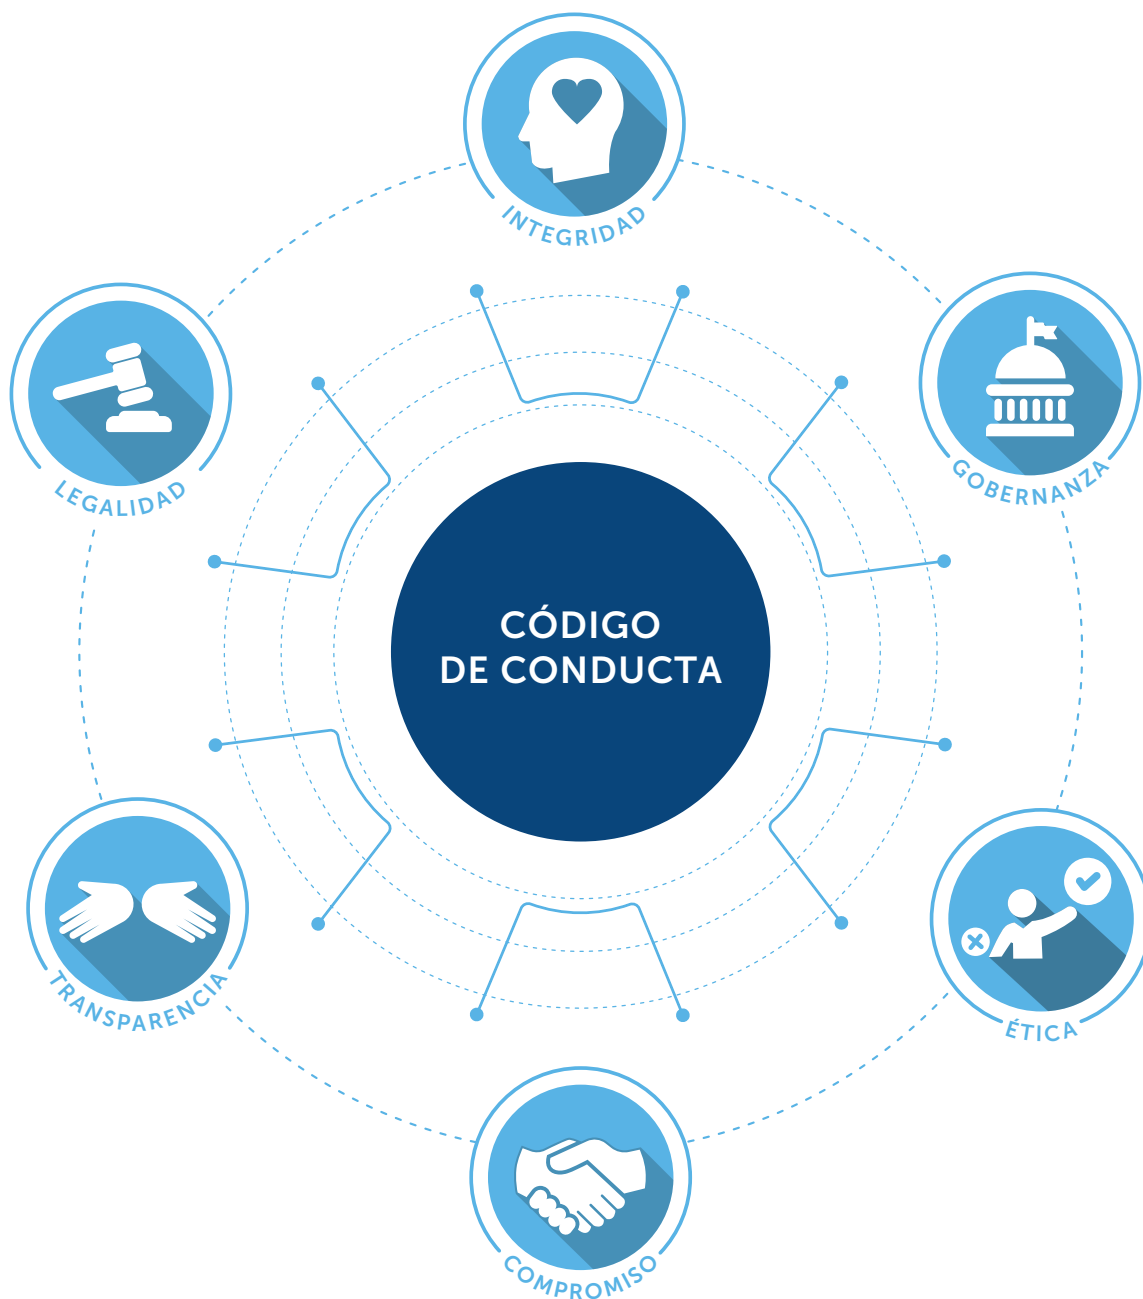 INTEGRIDAD
LEGALIDAD
GOBERNANZA
CÓDIGO
DE CONDUCTA
TRANSPARENCIA
ÉTICA
COMPROMISO